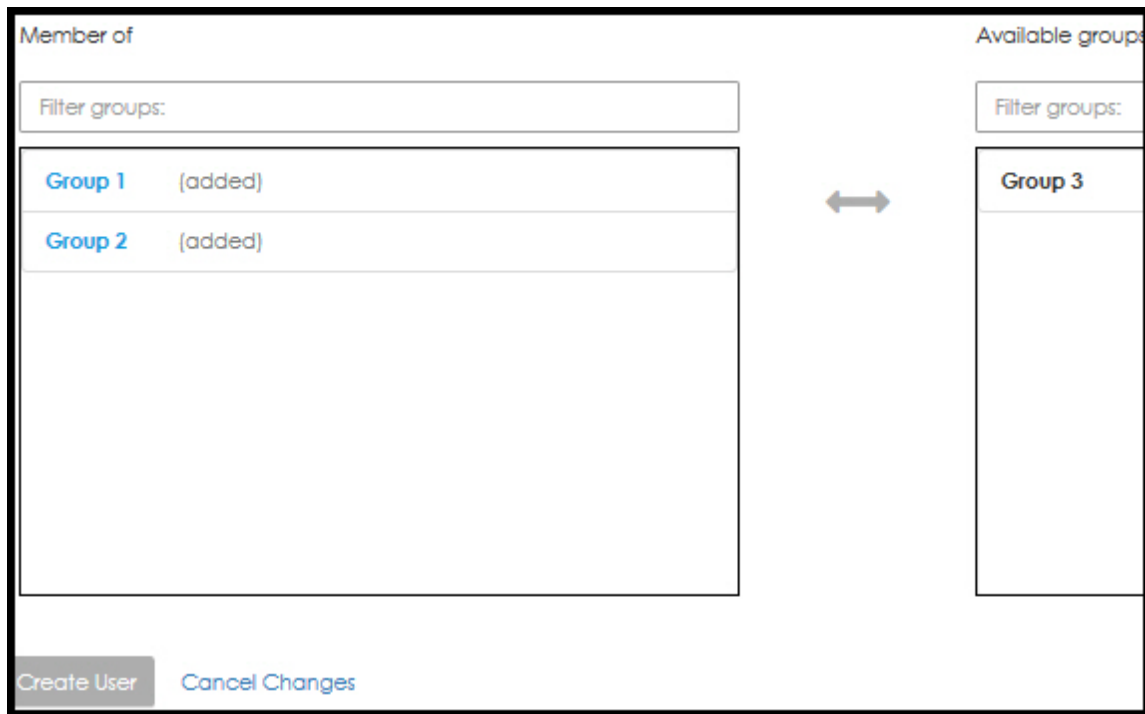 Member of
Available groups
Filter groups:
Filter groups:
Group 1 (added)
Group 3
Group 2 (added)
Create User Cancel Changes